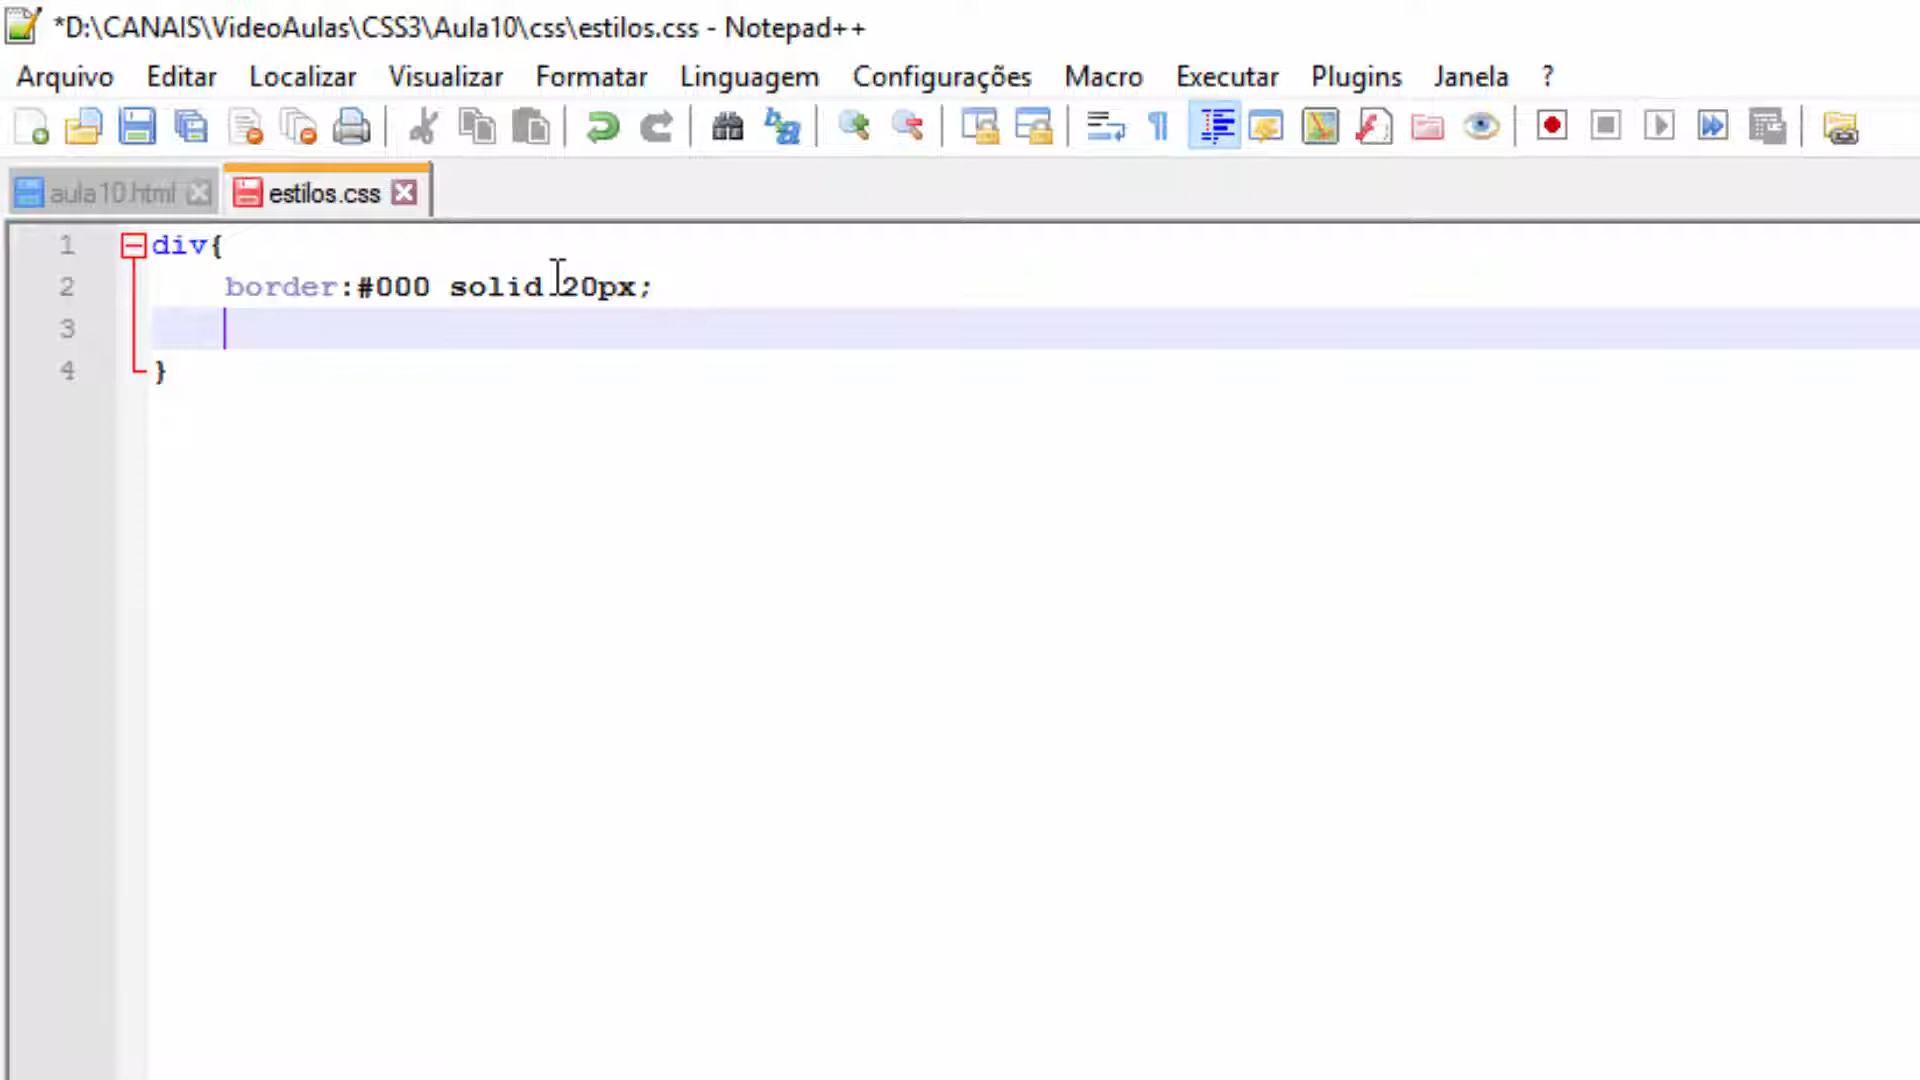 *D:\CANAIS\VideoAulas\CSS3\Aula10\css\estilos.css - Notepad++
Arquivo Editar Localizar Visualizar Formatar Linguagem Configurações Macro Executar Plugins Janela ?
aula10.html estilos.css
1 div{
2 border:#000 solid 20px;
3
4 }